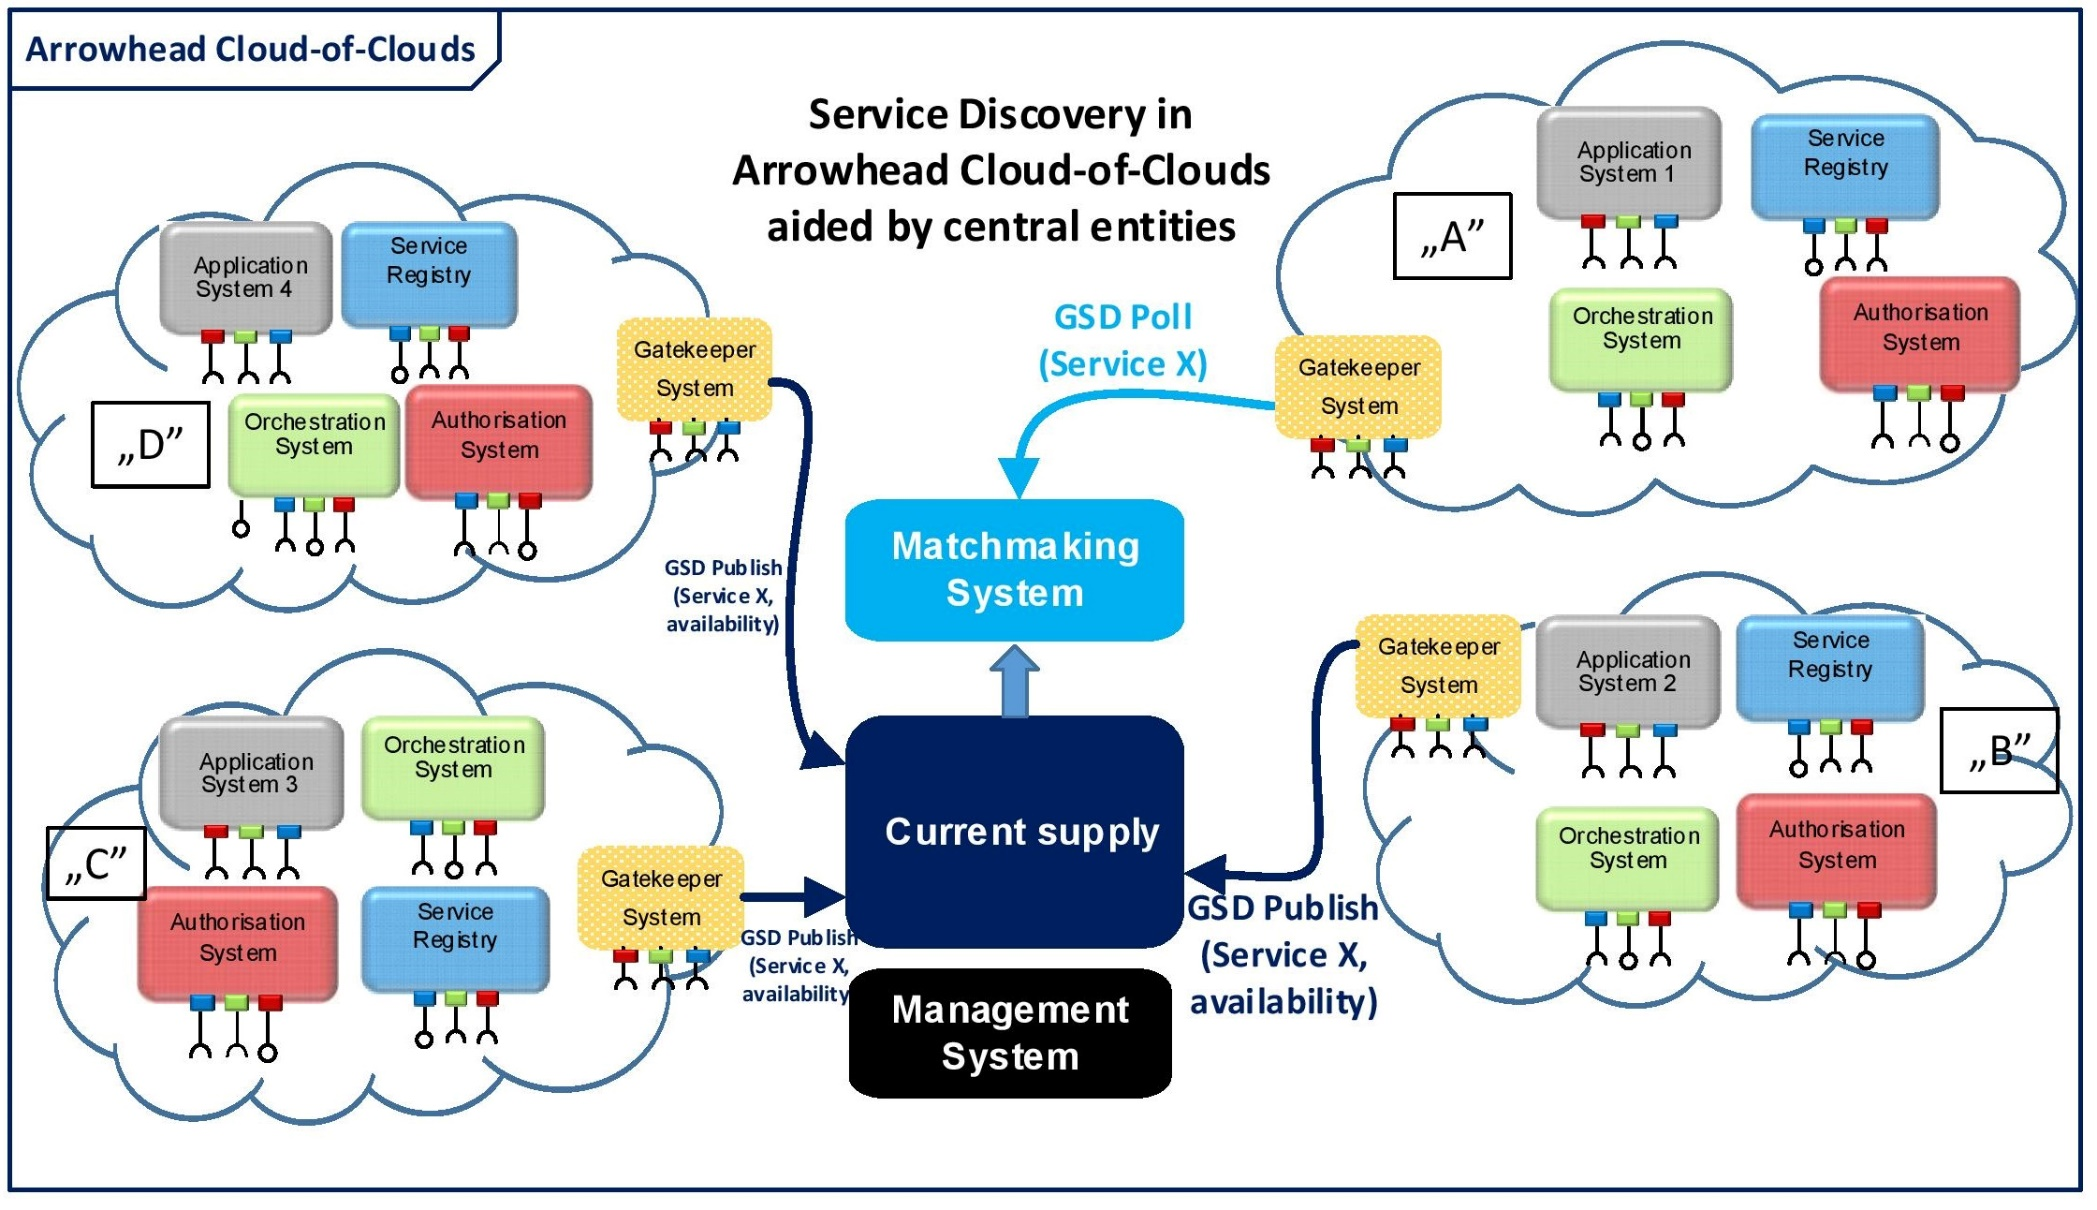 Arrowhead Cloud-of-Clouds
Service Discovery in
Arrowhead Cloud-of-Clouds
aided by central entities
„D”
Application
System 4
Service
Registry
Orchestration
System
Authorisation
System
Gatekeeper
System
GSD Publish
(Service X,
availability)
„A”
Application
System 1
Service
Registry
Orchestration
System
Authorisation
System
Gatekeeper
System
GSD Poll
(Service X)
Matchmaking
System
Current supply
Management
System
„C”
Application
System 3
Orchestration
System
Authorisation
System
Service
Registry
Gatekeeper
System
GSD Publish
(Service X,
availability
Gatekeeper
System
Application
System 2
Service
Registry
„B”
Orchestration
System
Authorisation
System
GSD Publish
(Service X,
availability)